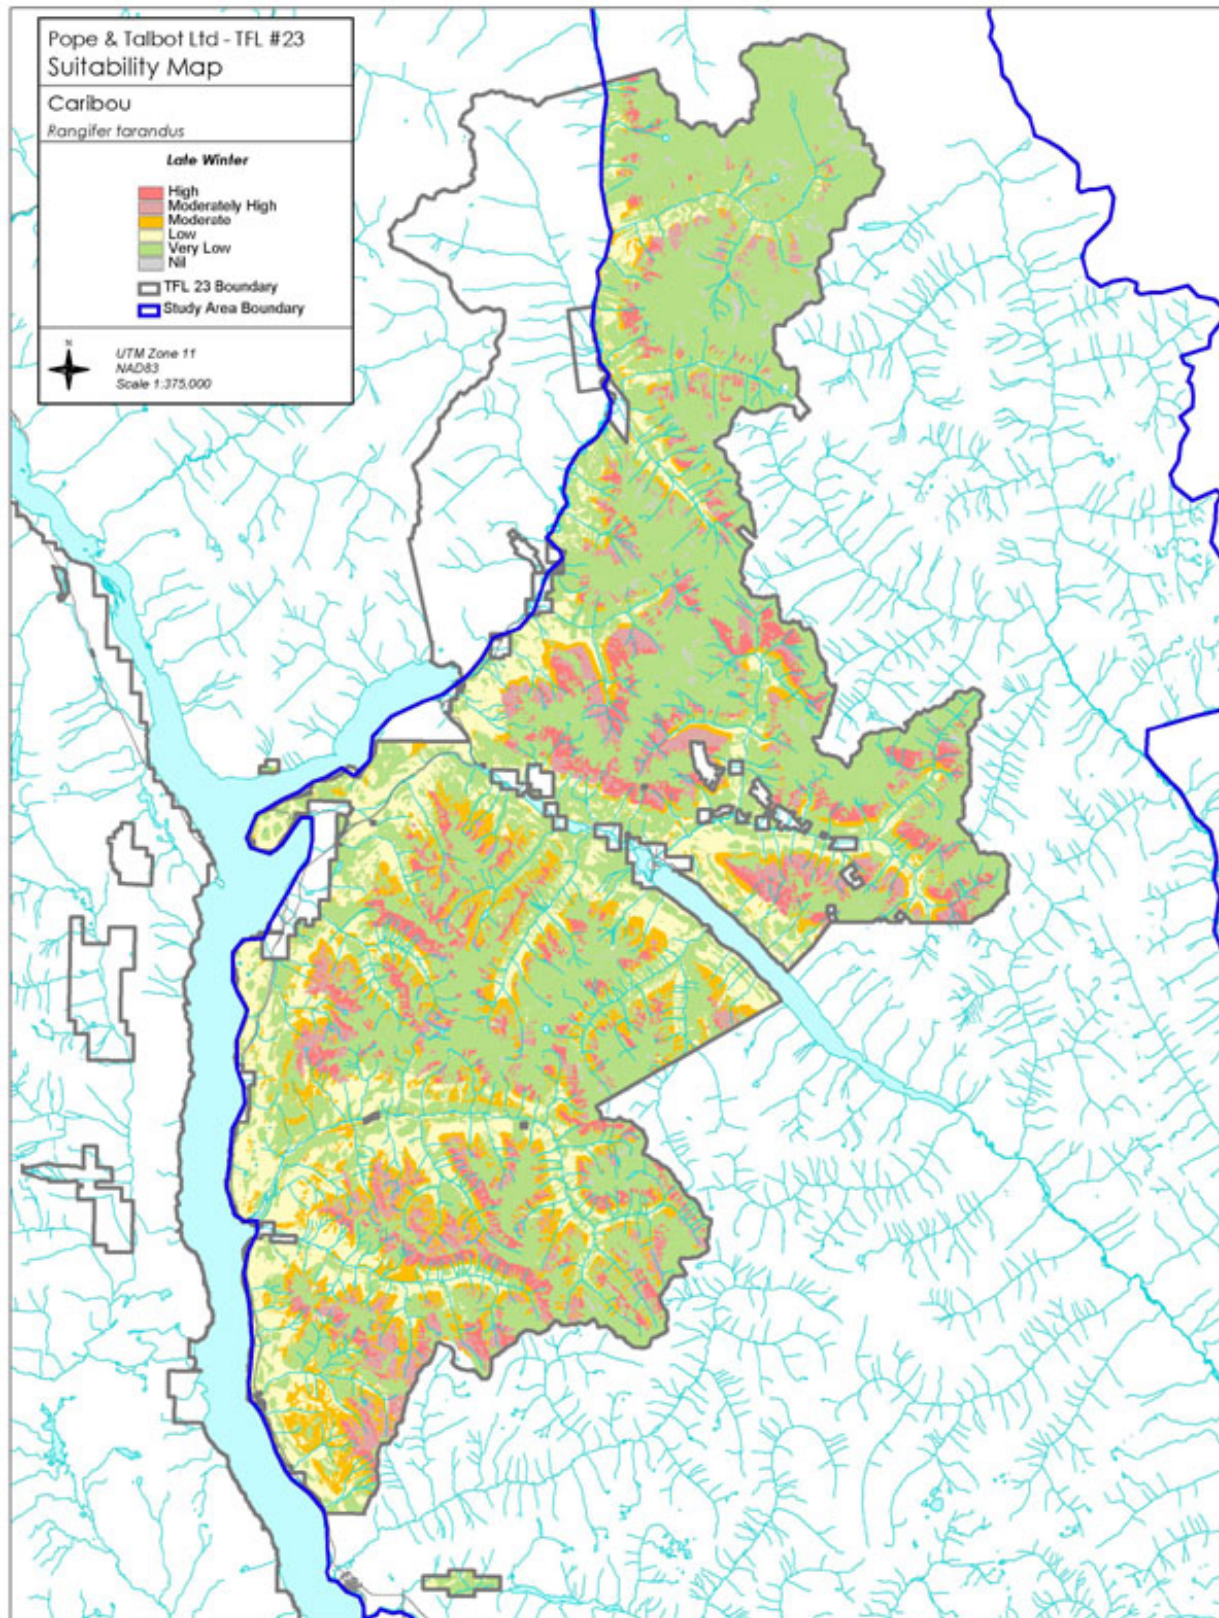 Pope & Talbot Ltd - TFL #23
Suitability Map
Caribou
Rangifer tarandus
Late Winter
High
Moderately High
Moderate
Low
Very Low
Nil
TFL 23 Boundary
Study Area Boundary
N
UTM Zone 11
NAD83
Scale 1:375,000